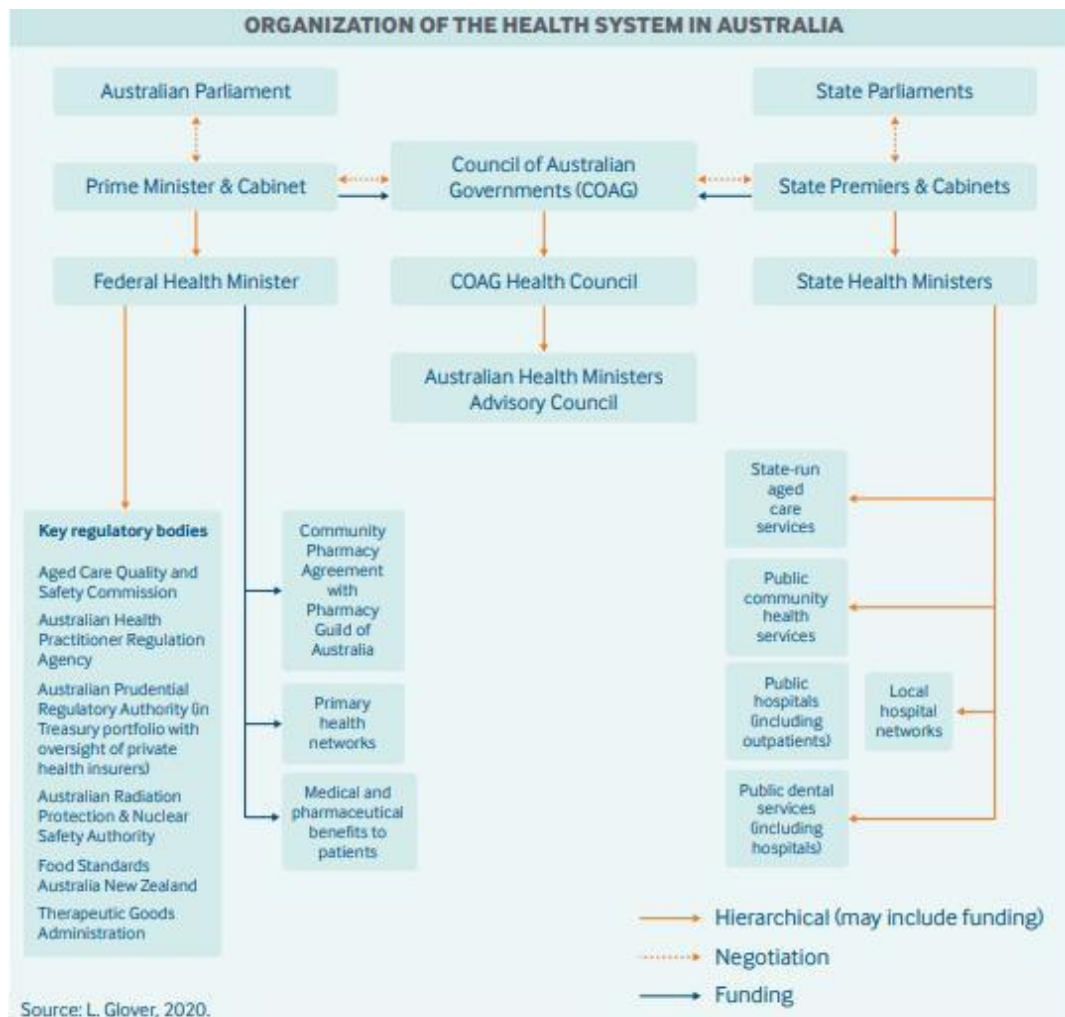 ORGANIZATION OF THE HEALTH SYSTEM IN AUSTRALIA
Australian Parliament
State Parliaments
Prime Minister & Cabinet
Council of Australian
Governments (COAG)
State Premiers & Cabinets
Federal Health Minister
COAG Health Council
State Health Ministers
Australian Health Ministers
Advisory Council
Key regulatory bodies
Aged Care Quality and
Safety Commission
Australian Health
Practitioner Regulation
Agency
Australian Prudential
Regulatory Authority (in
Treasury portfolio with
oversight of private
health insurers)
Australian Radiation
Protection & Nuclear
Safety Authority
Food Standards
Australia New Zealand
Therapeutic Goods
Administration
Community
Pharmacy
Agreement
with
Pharmacy
Guild of
Australia
Primary
health
networks
Medical and
pharmaceutical
benefits to
patients
State-run
aged
care
services
Public
community
health
services
Public
hospitals
(including
outpatients)
Local
hospital
networks
Public dental
services
(including
hospitals)
Hierarchical (may include funding)
Negotiation
Funding
Source: L. Glover, 2020.